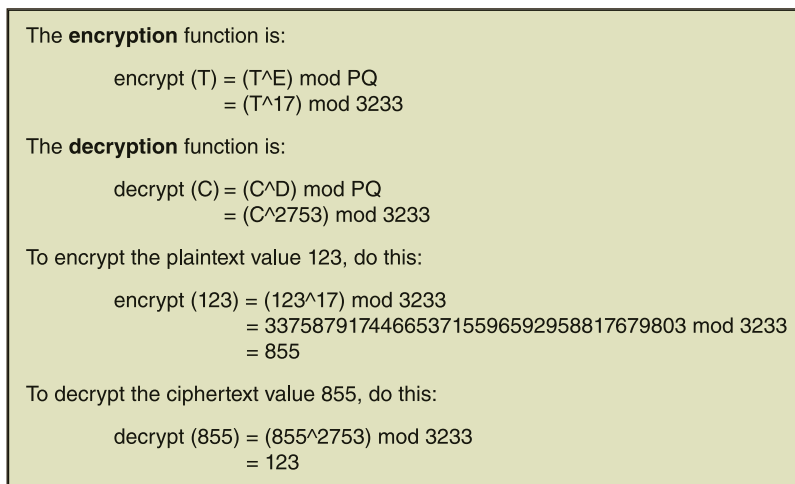 The encryption function is:
encrypt (T) = (T^E) mod PQ
= (T^17) mod 3233
The decryption function is:
decrypt (C) = (C^D) mod PQ
= (C^2753) mod 3233
To encrypt the plaintext value 123, do this:
encrypt (123) = (123^17) mod 3233
= 337587917446653715596592958817679803 mod 3233
= 855
To decrypt the ciphertext value 855, do this:
decrypt (855) = (855^2753) mod 3233
= 123